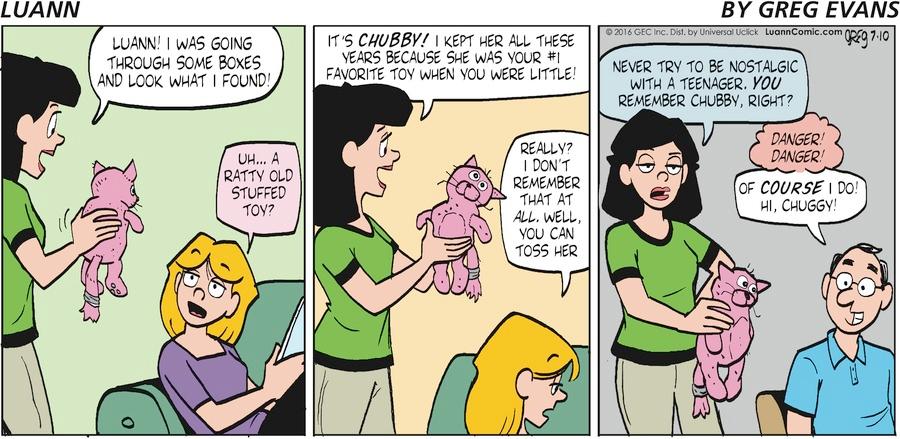 LUANN
BY GREG EVANS
LUANN! I WAS GOING
THROUGH SOME BOXES
AND LOOK WHAT I FOUND!
UH... A
RATTY OLD
STUFFED
TOY?
IT'S CHUBBY! I KEPT HER ALL THESE
YEARS BECAUSE SHE WAS YOUR #1
FAVORITE TOY WHEN YOU WERE LITTLE!
REALLY?
I DON'T
REMEMBER
THAT AT
ALL. WELL,
YOU CAN
TOSS HER
© 2016 GEC Inc. Dist. by Universal Uclick LuannComic.com GREG 7-10
NEVER TRY TO BE NOSTALGIC
WITH A TEENAGER. YOU
REMEMBER CHUBBY, RIGHT?
DANGER!
DANGER!
OF COURSE I DO!
HI, CHUGGY!